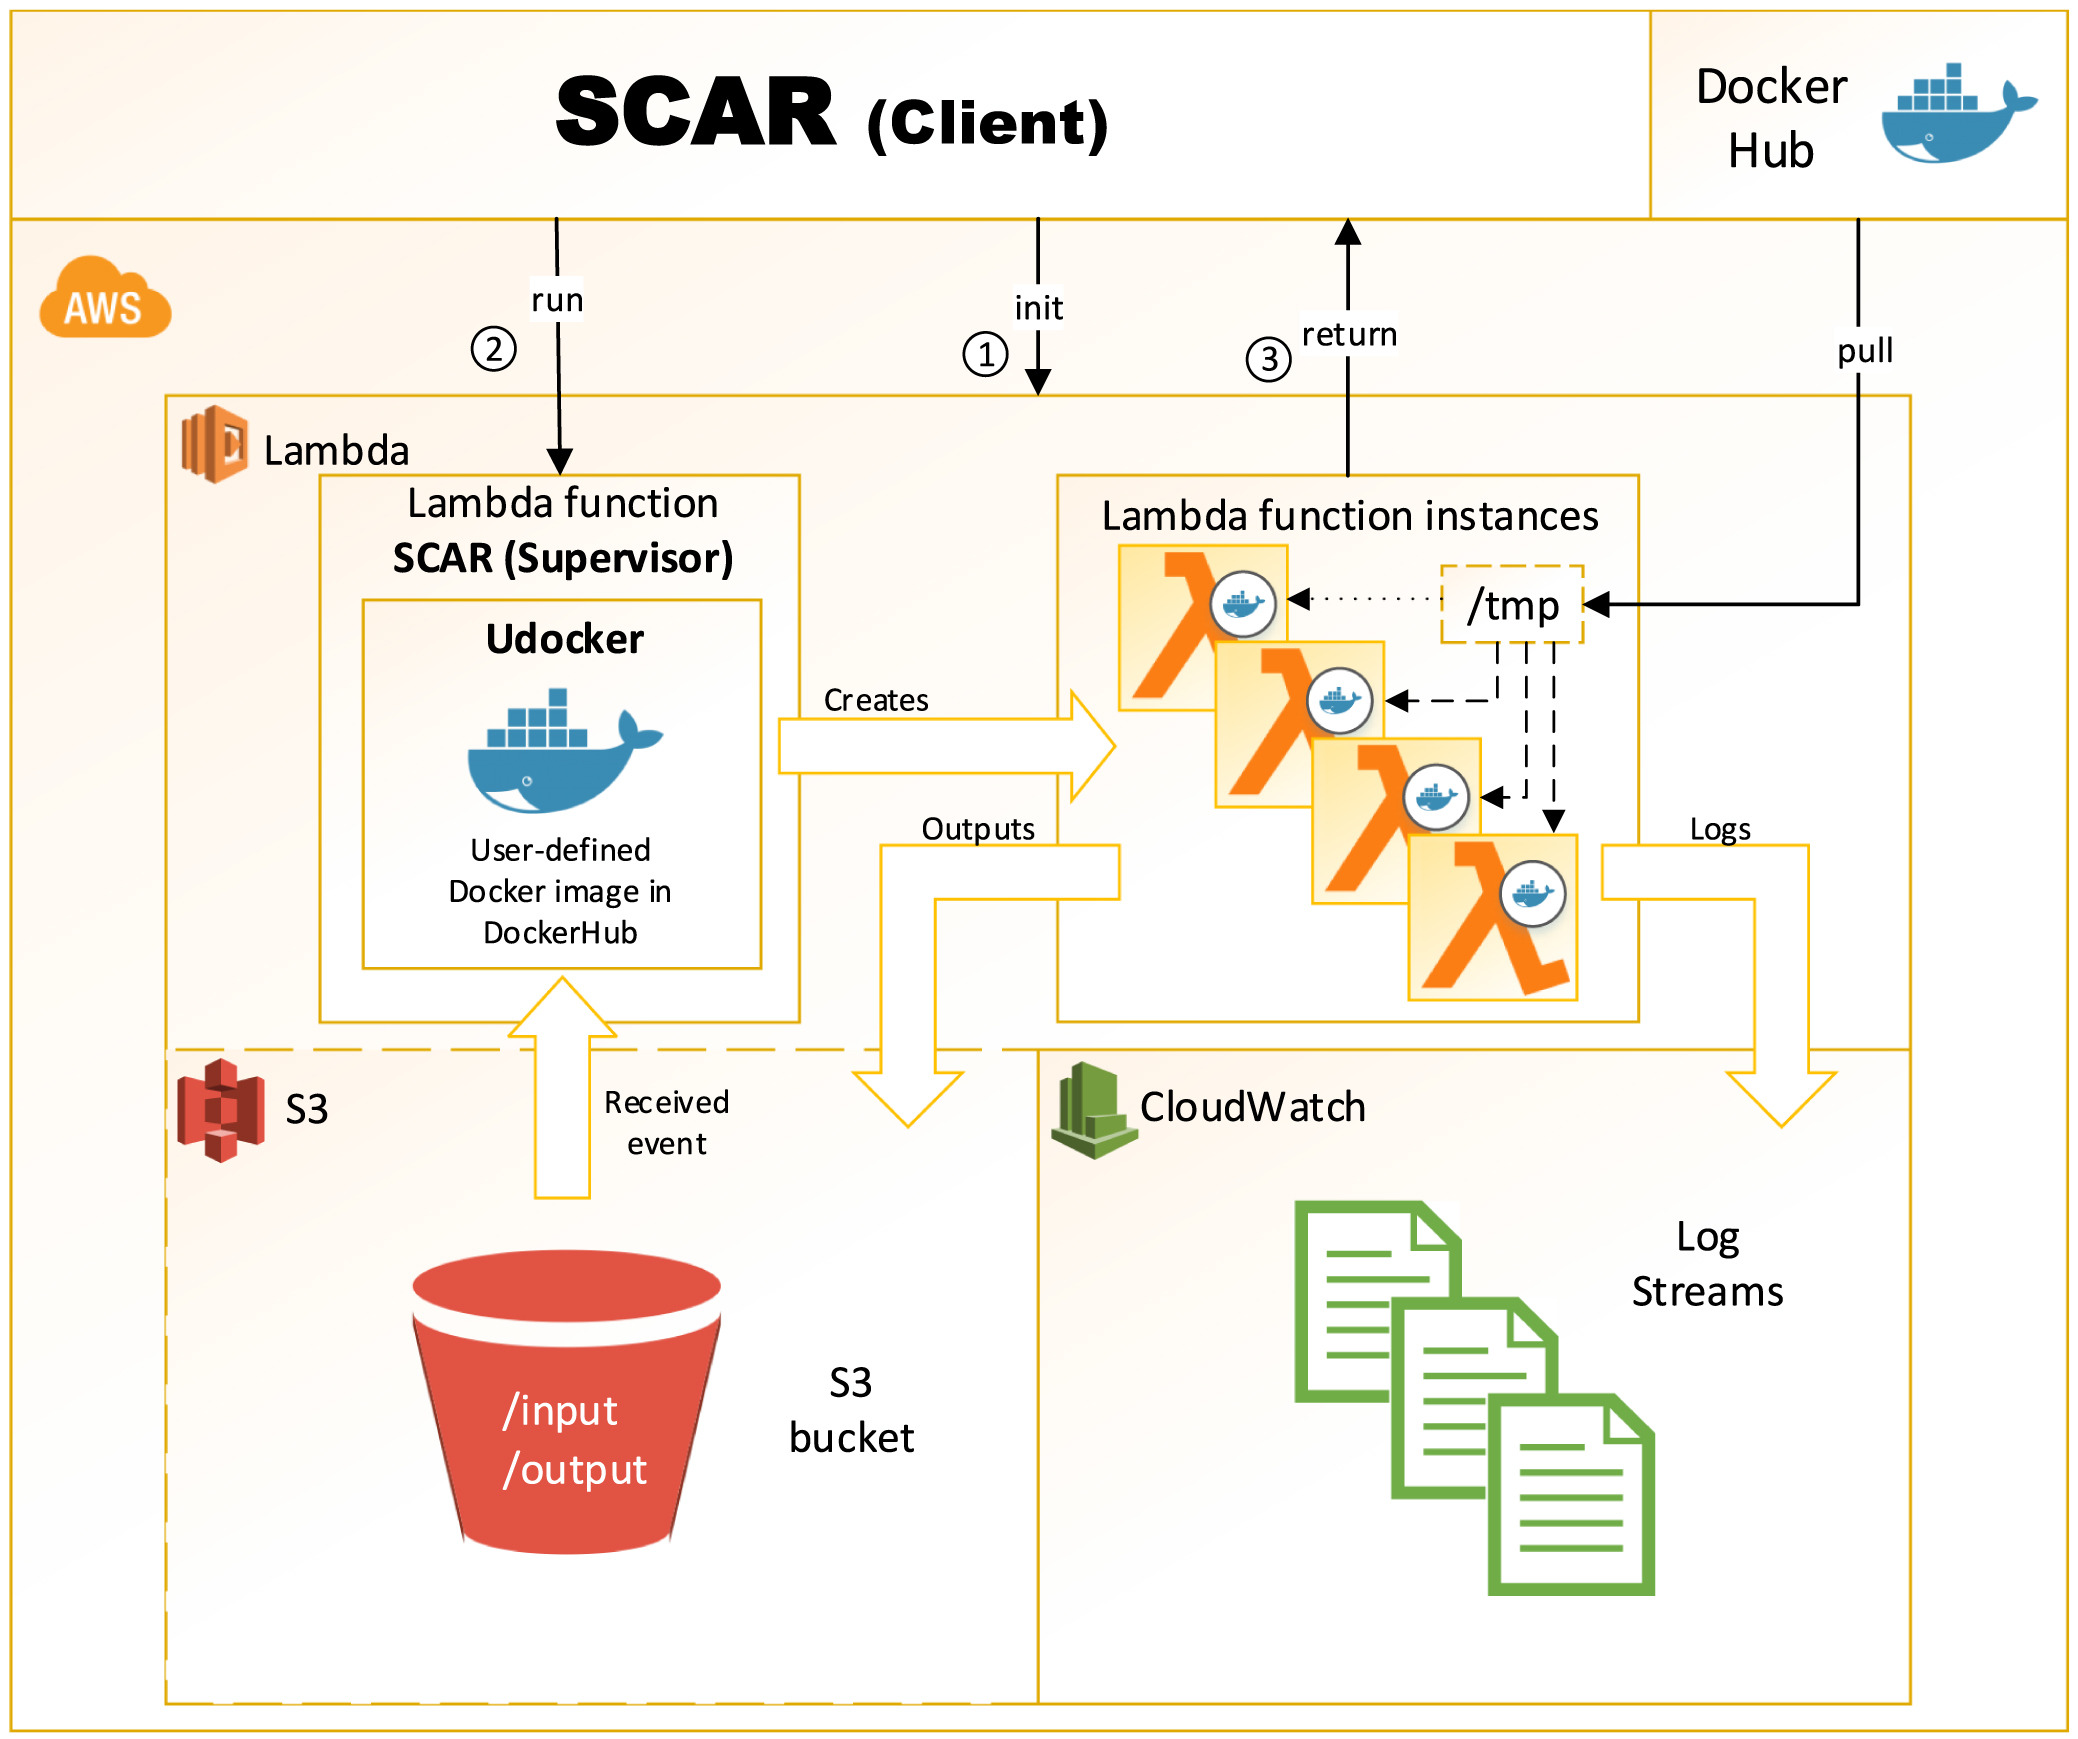 SCAR (Client)
Docker
Hub
AWS
run
init
return
pull
2
1
3
Lambda
Lambda function
SCAR (Supervisor)
Udocker
User-defined
Docker image in
DockerHub
Creates
Outputs
Lambda function instances
/tmp
Logs
S3
Received
event
CloudWatch
/input
/output
S3
bucket
Log
Streams